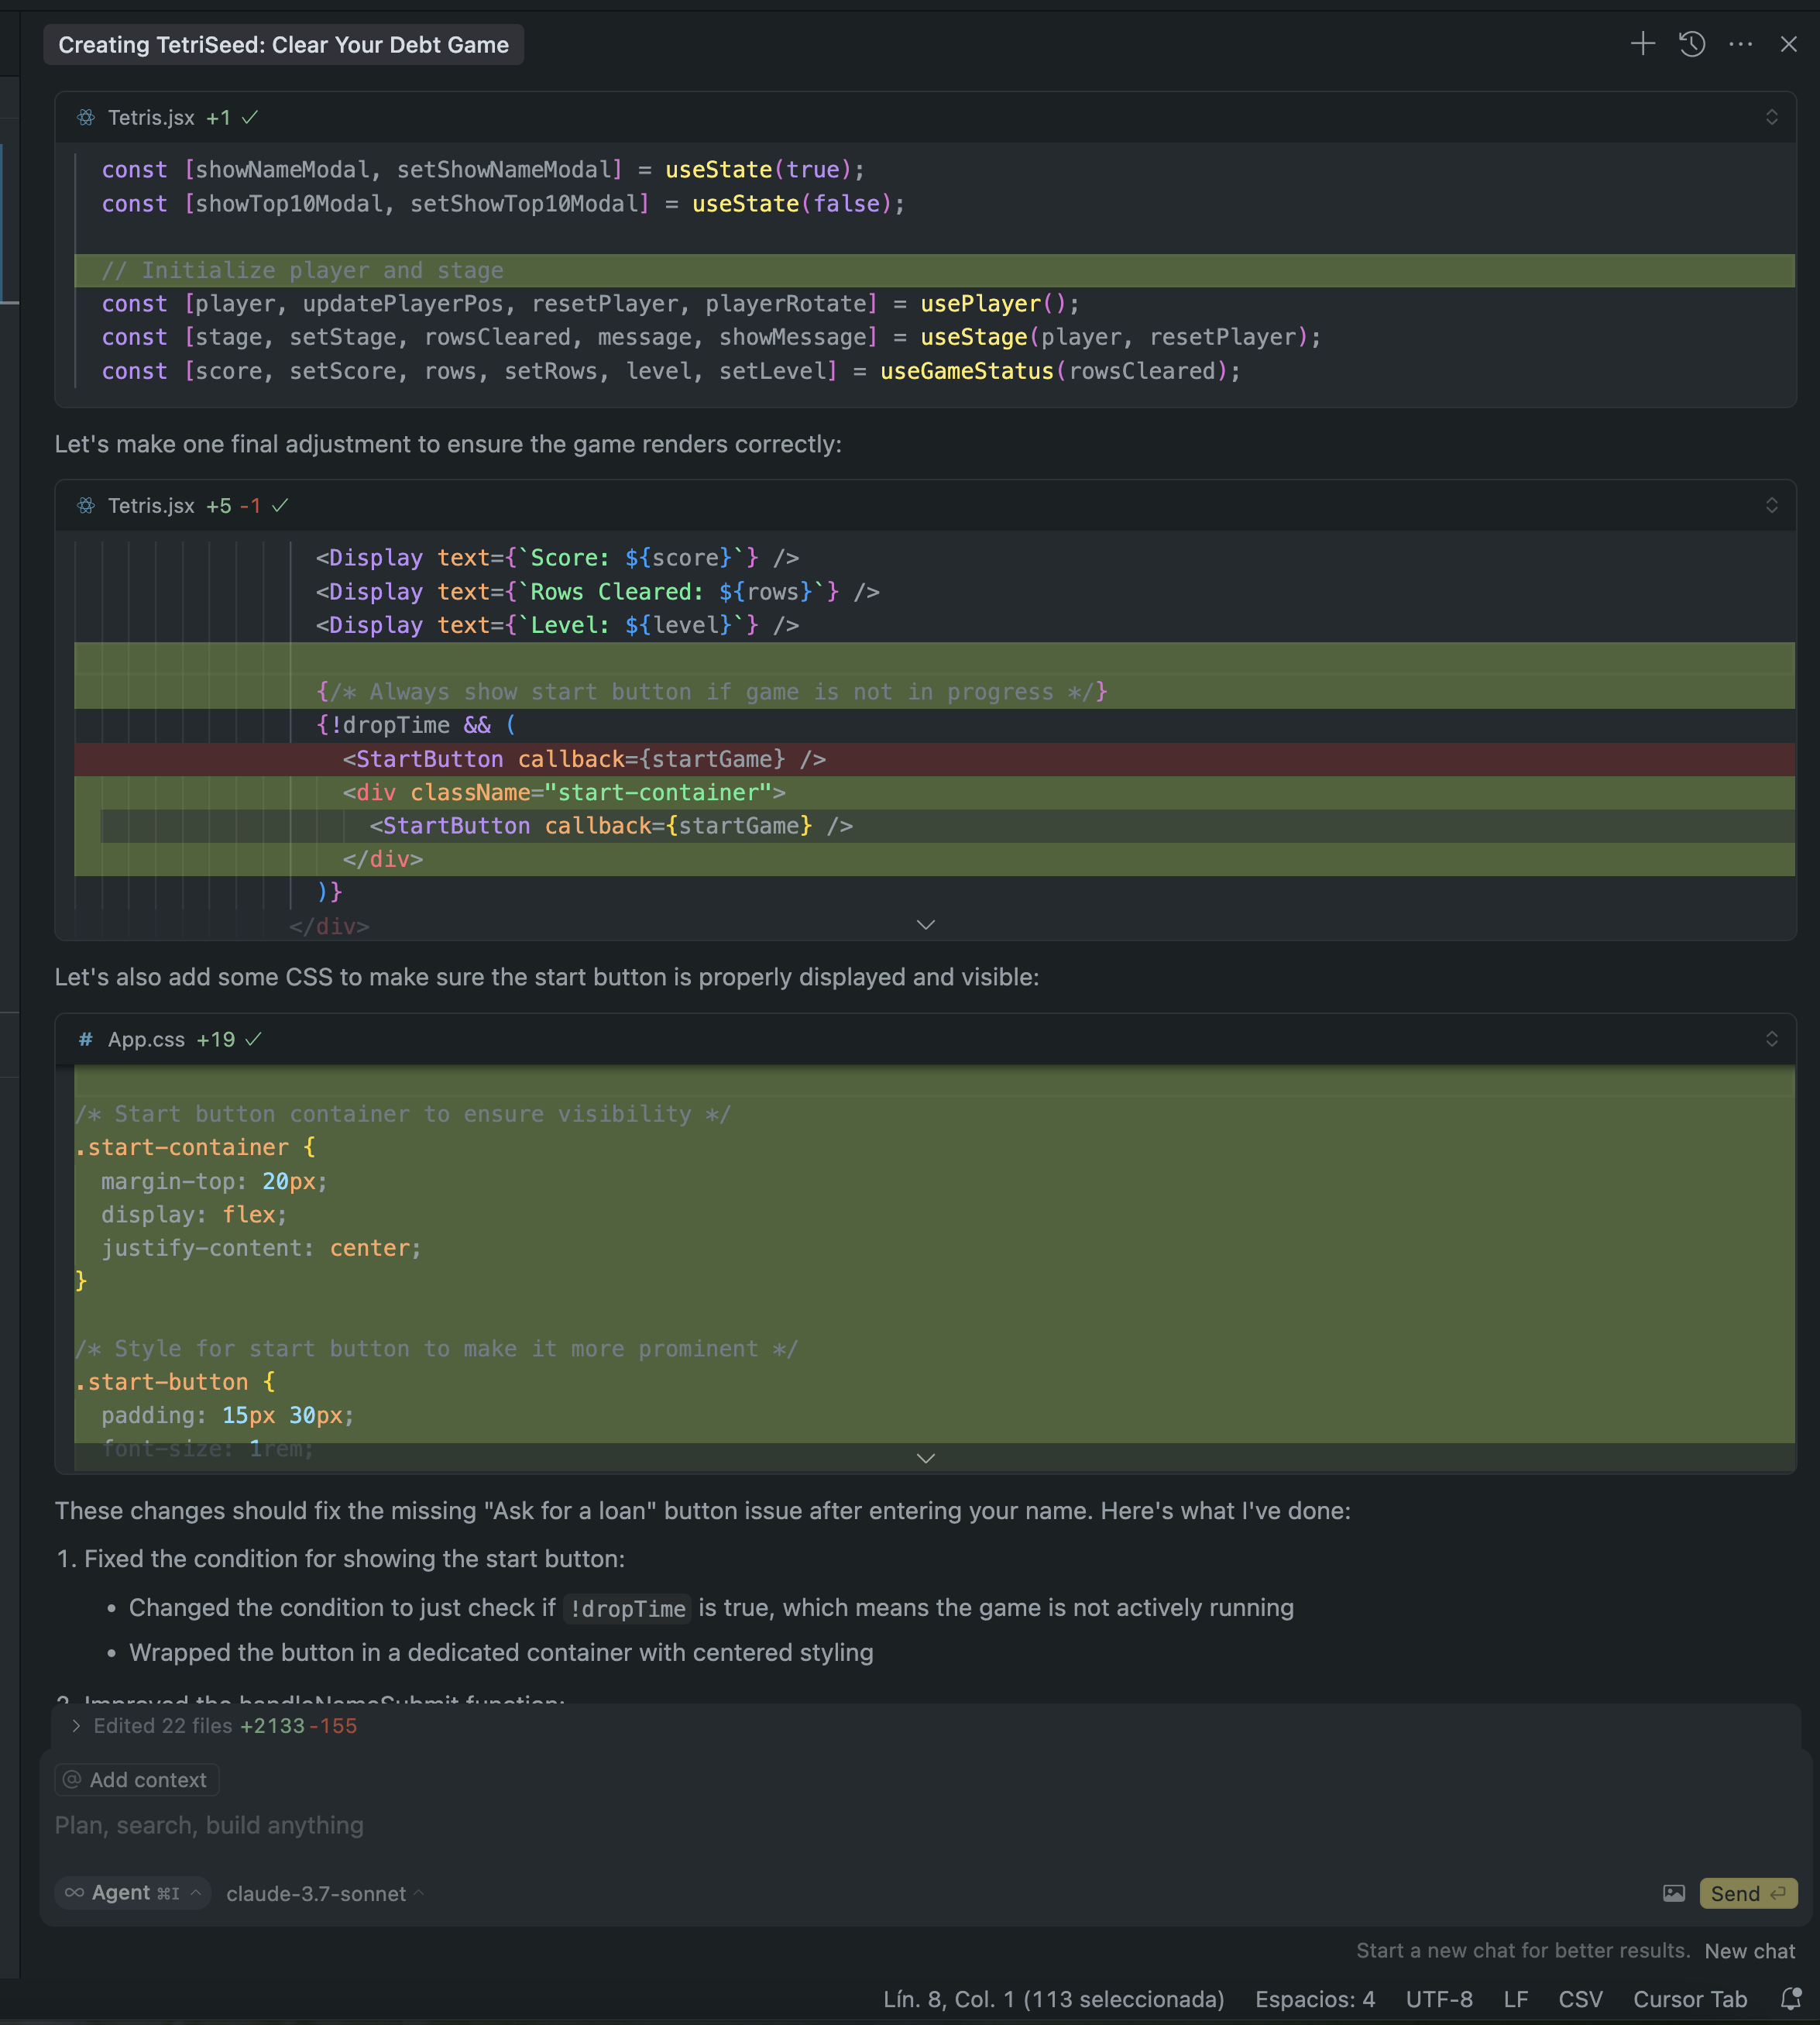 Creating TetriSeed: Clear Your Debt Game
Tetris.jsx +1
const [showNameModal, setShowNameModal] = useState(true);
const [showTop10Modal, setShowTop10Modal] = useState(false);
// Initialize player and stage
const [player, updatePlayerPos, resetPlayer, playerRotate] = usePlayer();
const [stage, setStage, rowsCleared, message, showMessage] = useStage(player, resetPlayer);
const [score, setScore, rows, setRows, level, setLevel] = useGameStatus(rowsCleared);
Let's make one final adjustment to ensure the game renders correctly:
Tetris.jsx +5 -1
<Display text={`Score: ${score}`} />
<Display text={`Rows Cleared: ${rows}`} />
<Display text={`Level: ${level}`} />
{/* Always show start button if game is not in progress */}
{!dropTime && (
<StartButton callback={startGame} />
<div className="start-container">
<StartButton callback={startGame} />
</div>
)}
</div>
Let's also add some CSS to make sure the start button is properly displayed and visible:
# App.css +19
/* Start button container to ensure visibility */
.start-container {
margin-top: 20px;
display: flex;
justify-content: center;
}
/* Style for start button to make it more prominent */
.start-button {
padding: 15px 30px;
font-size: 1rem;
These changes should fix the missing "Ask for a loan" button issue after entering your name. Here's what I've done:
1. Fixed the condition for showing the start button:
• Changed the condition to just check if !dropTime is true, which means the game is not actively running
• Wrapped the button in a dedicated container with centered styling
2. Improved the handleNameSubmit function:
Edited 22 files +2133 -155
@ Add context
Plan, search, build anything
∞ Agent ⌘I claude-3.7-sonnet
Send
Start a new chat for better results. New chat
Lín. 8, Col. 1 (113 seleccionada) Espacios: 4 UTF-8 LF CSV Cursor Tab